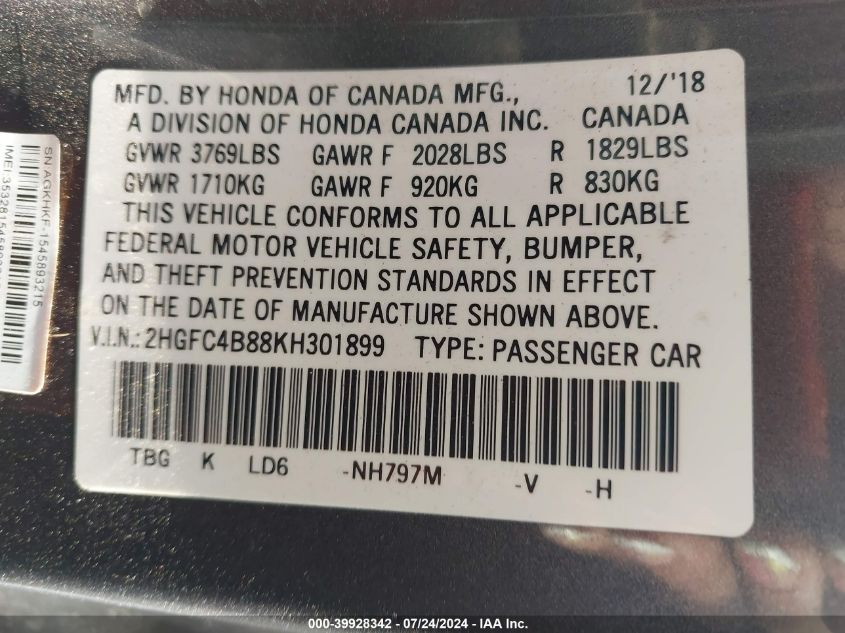 MFD. BY HONDA OF CANADA MFG., 12/'18
A DIVISION OF HONDA CANADA INC. CANADA
GVWR 3769LBS GAWR F 2028LBS R 1829LBS
GVWR 1710KG GAWR F 920KG R 830KG
THIS VEHICLE CONFORMS TO ALL APPLICABLE
FEDERAL MOTOR VEHICLE SAFETY, BUMPER,
AND THEFT PREVENTION STANDARDS IN EFFECT
ON THE DATE OF MANUFACTURE SHOWN ABOVE.
V.I.N.: 2HGFC4B88KH301899 TYPE: PASSENGER CAR
TBG K LD6 -NH797M -V -H
SN:AGKHKF-1545893215
000-39928342 - 07/24/2024 - IAA Inc.